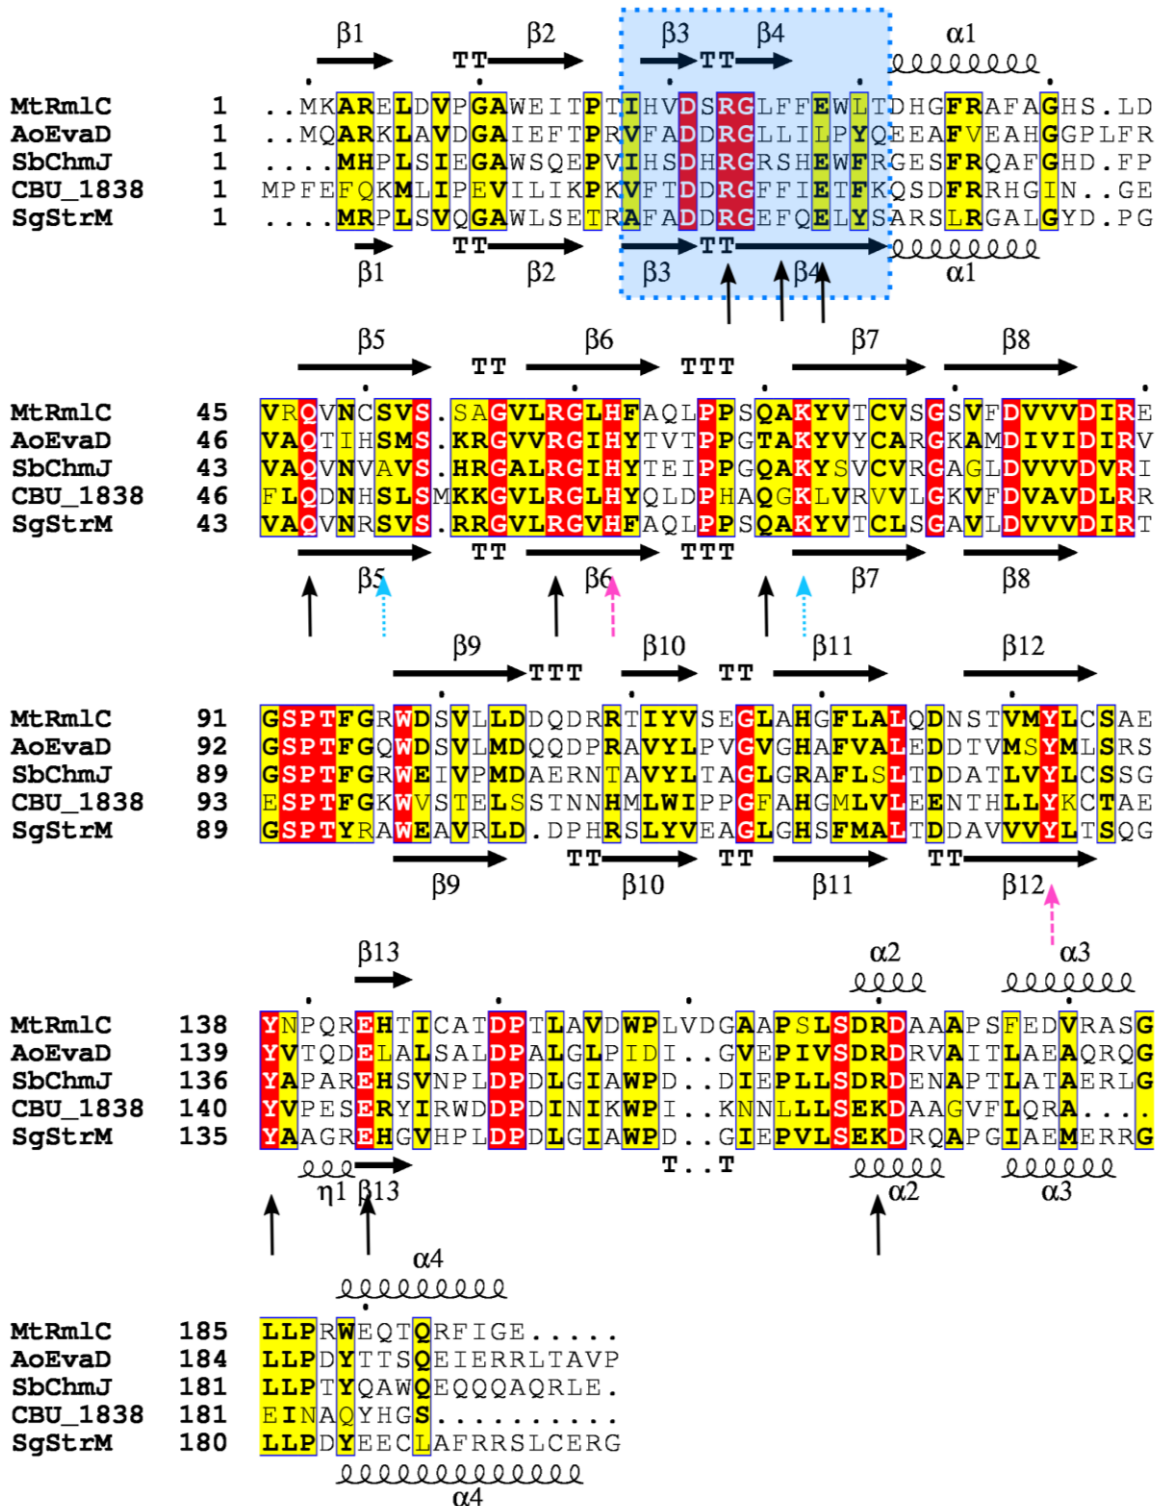 β1 β2 β3 β4 α1
TT TT
MtRmlC 1 ..MKARELDVPGAWEITPTIHVDSRGLFFEWLTDHGFRAFAGHS.LD
AoEvaD 1 ..MQARKLAVDGAIEFTPRVFADDRGLLILPYQEEAFVEAHGGPLFR
SbChmJ 1 ....MHPLSIEGAWSQEPVIHSDHRGRSHEWFRGESFRQAFGHD.FP
CBU_1838 1 MPFEFQKMLIPEVILIKPKVFTDDRGFFIETFKQSDFRRHGIN..GE
SgStrM 1 ....MRPLSVQGAWLSETRAFADDRGEFQELYSARSLRGALGYD.PG
TT TT
β1 β2 β3 β4 α1
β5 β6 β7 β8
TT TTT
MtRmlC 45 VRQVNCSVS.SAGVLRGLHFAQLPPSQAKYVTCVSGSVFDVVVDIRE
AoEvaD 46 VAQTIHSMS.KRGVVRGIHYTVTPPGTAKYVYCARGKAMDIVIDIRV
SbChmJ 43 VAQVNVAVS.HRGALRGIHYTEIPPGQAKYSVCVRGAGLDVVVDVRI
CBU_1838 46 FLQDNHSLSMKKGVLRGLHYQLDPHAQGKLVRVVLGKVFDVAVDLRR
SgStrM 43 VAQVNRSVS.RRGVLRGVHFAQLPPSQAKYVTCLSGAVLDVVVDIRT
TT TTT
β5 β6 β7 β8
β9 β10 β11 β12
TTT TT
MtRmlC 91 GSPTFGRWDSVLLDDQDRRTIYVSEGLAHGFLALQDNSTVMYLCSAE
AoEvaD 92 GSPTFGQWDSVLMDQQDPRAVYLPVGVGHAFVALEDDTVMSYMLSRS
SbChmJ 89 GSPTFGRWEIVPMDAERNTAVYLTAGLGRAFLSLTDDATLVYLCSSG
CBU_1838 93 ESPTFGKWVSTELSSTNNHMLWIPPGFAHGMLVLEENTHLLYKCTAE
SgStrM 89 GSPTYRAWEAVRLD.DPHRSLYVEAGLGHSFMALTDDAVVVYLTSQG
TT TT TT
β9 β10 β11 β12
β13 α2 α3
MtRmlC 138 YNPQREHTICATDPTLAVDWPLVDGAAPSLSDRDAAAPSFEDVRASG
AoEvaD 139 YVTQDELALSALDPALGLPIDI..GVEPIVSDRDRVAITLAEAQRQG
SbChmJ 136 YAPAREHSVNPLDPDLGIAWPD..DIEPLLSDRDENAPTLATAERLG
CBU_1838 140 YVPESERYIRWDDPDINIKWPI..KNNLLLSEKDAAGVFLQRA....
SgStrM 135 YAAGREHGVHPLDPDLGIAWPD..GIEPVLSEKDRQAPGIAEMERRG
T..T
η1 β13 α2 α3
α4
MtRmlC 185 LLPRWEQTQRFIGE.....
AoEvaD 184 LLPDYTTSQEIERRLTAVP
SbChmJ 181 LLPTYQAWQEQQQAQRLE.
CBU_1838 181 EINAQYHGS..........
SgStrM 180 LLPDYEECLAFRRSLCERG
α4